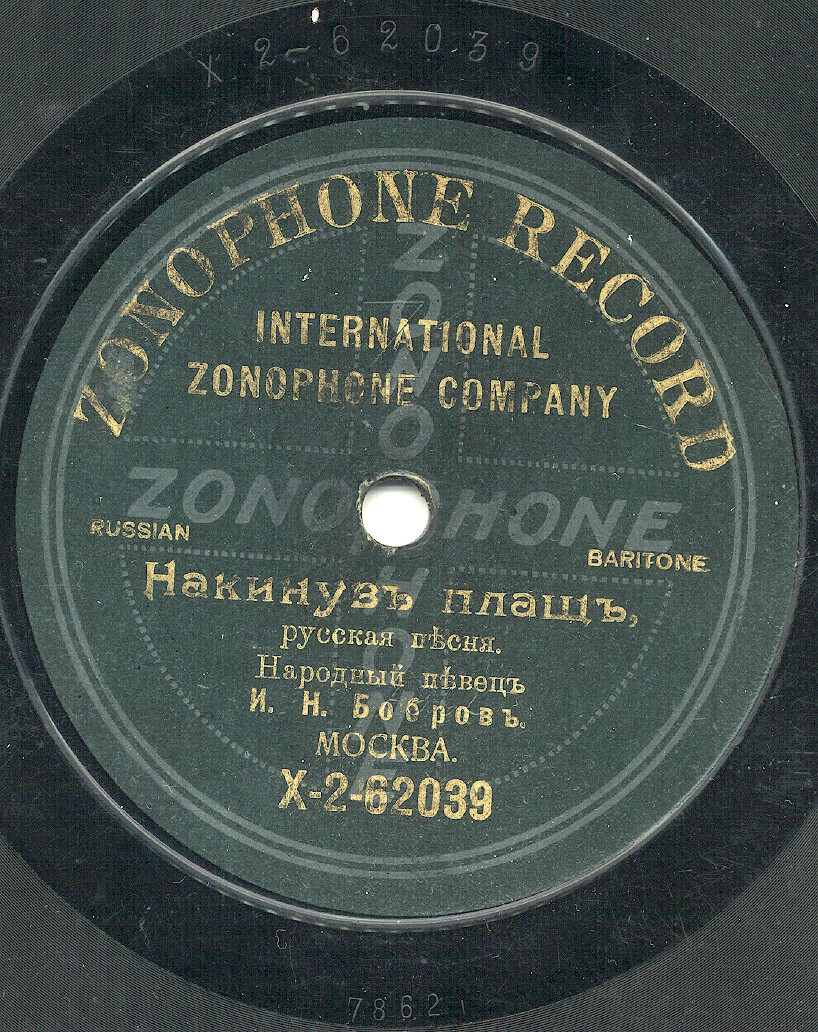 X 2-62039
ZONOPHONE RECORD
INTERNATIONAL
ZONOPHONE COMPANY
ZONOPHONE
ZONOPHONE
RUSSIAN
BARITONE
Накинувъ плащъ,
русская пѣсня.
Народный пѣвецъ
И. Н. Бобровъ.
МОСКВА.
X-2-62039
7862